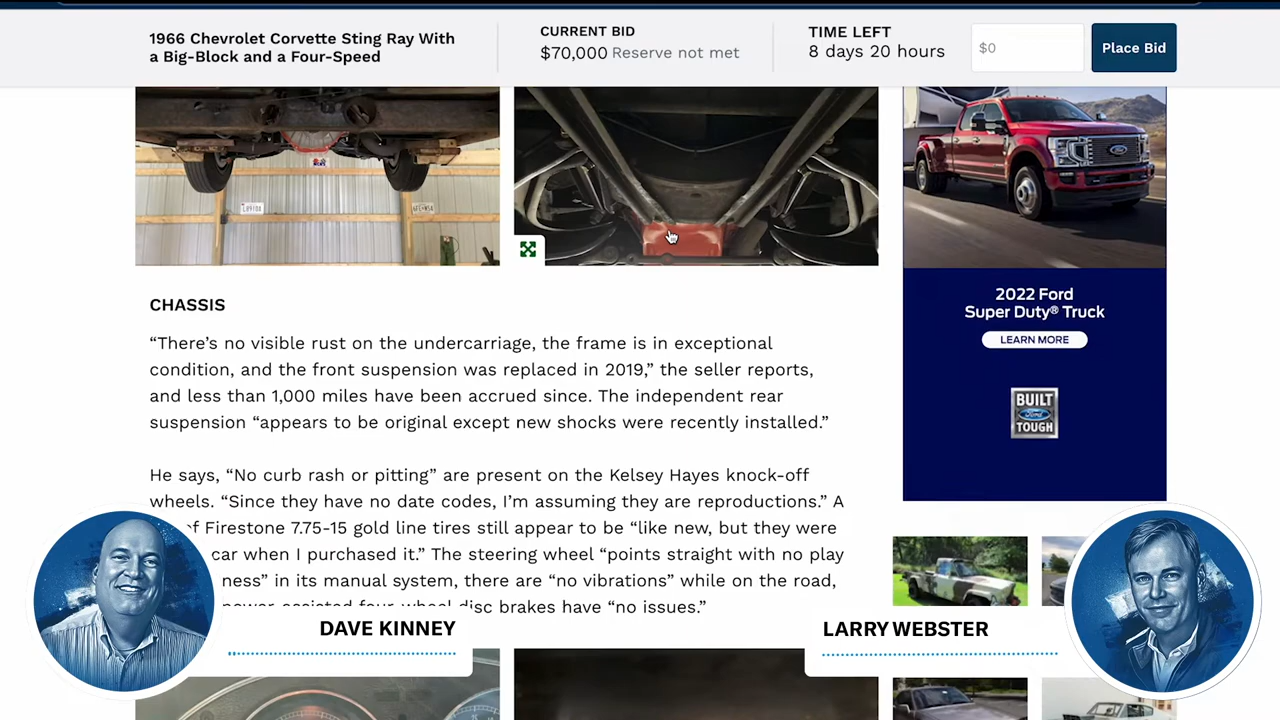 1966 Chevrolet Corvette Sting Ray With
a Big-Block and a Four-Speed
CURRENT BID
$70,000 Reserve not met
TIME LEFT
8 days 20 hours
$0
Place Bid
CHASSIS
“There’s no visible rust on the undercarriage, the frame is in exceptional
condition, and the front suspension was replaced in 2019,” the seller reports,
and less than 1,000 miles have been accrued since. The independent rear
suspension “appears to be original except new shocks were recently installed.”
He says, “No curb rash or pitting” are present on the Kelsey Hayes knock-off
wheels. “Since they have no date codes, I’m assuming they are reproductions.” A
of Firestone 7.75-15 gold line tires still appear to be “like new, but they were
car when I purchased it.” The steering wheel “points straight with no play
ness” in its manual system, there are “no vibrations” while on the road,
power-assisted four-wheel disc brakes have “no issues.”
2022 Ford
Super Duty® Truck
LEARN MORE
BUILT
Ford
TOUGH
DAVE KINNEY
LARRY WEBSTER